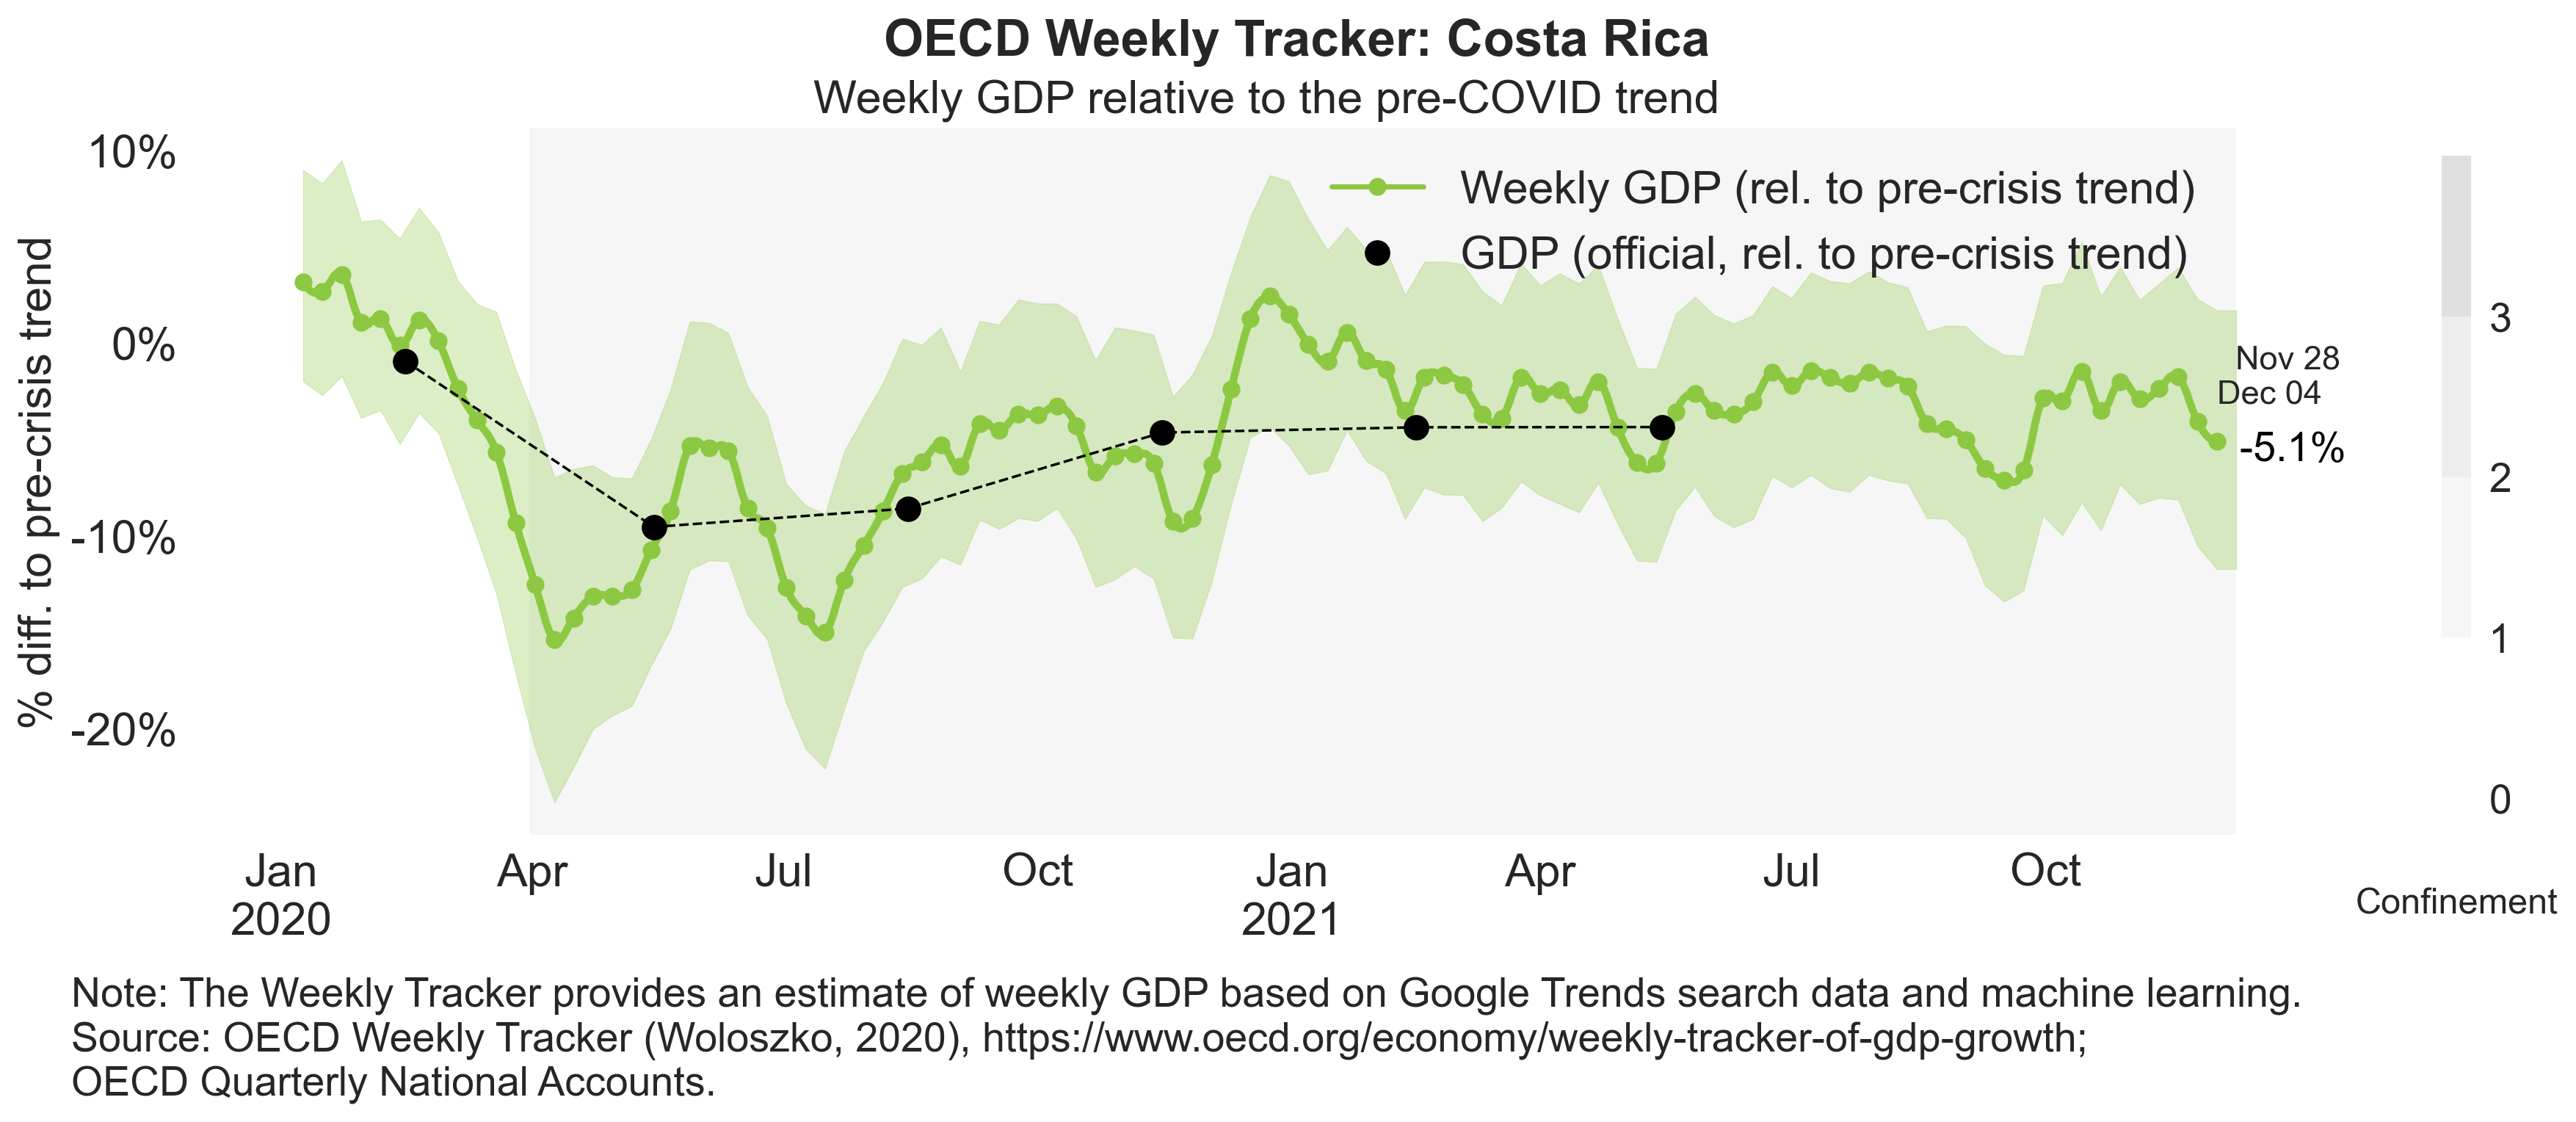 OECD Weekly Tracker: Costa Rica
Weekly GDP relative to the pre-COVID trend
% diff. to pre-crisis trend
10%
0%
-10%
-20%
Weekly GDP (rel. to pre-crisis trend)
GDP (official, rel. to pre-crisis trend)
Nov 28
Dec 04
-5.1%
3
2
1
0
Confinement
Jan
2020
Apr
Jul
Oct
Jan
2021
Apr
Jul
Oct
Note: The Weekly Tracker provides an estimate of weekly GDP based on Google Trends search data and machine learning.
Source: OECD Weekly Tracker (Woloszko, 2020), https://www.oecd.org/economy/weekly-tracker-of-gdp-growth;
OECD Quarterly National Accounts.